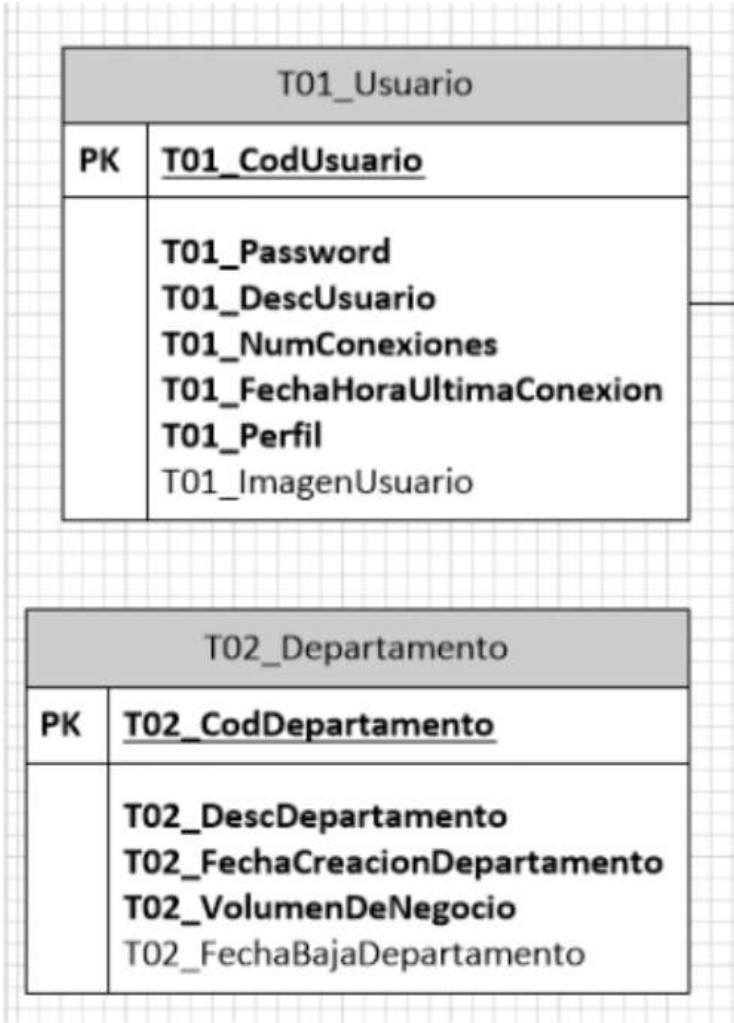 T01_Usuario
PK T01_CodUsuario
T01_Password
T01_DescUsuario
T01_NumConexiones
T01_FechaHoraUltimaConexion
T01_Perfil
T01_ImagenUsuario
T02_Departamento
PK T02_CodDepartamento
T02_DescDepartamento
T02_FechaCreacionDepartamento
T02_VolumenDeNegocio
T02_FechaBajaDepartamento